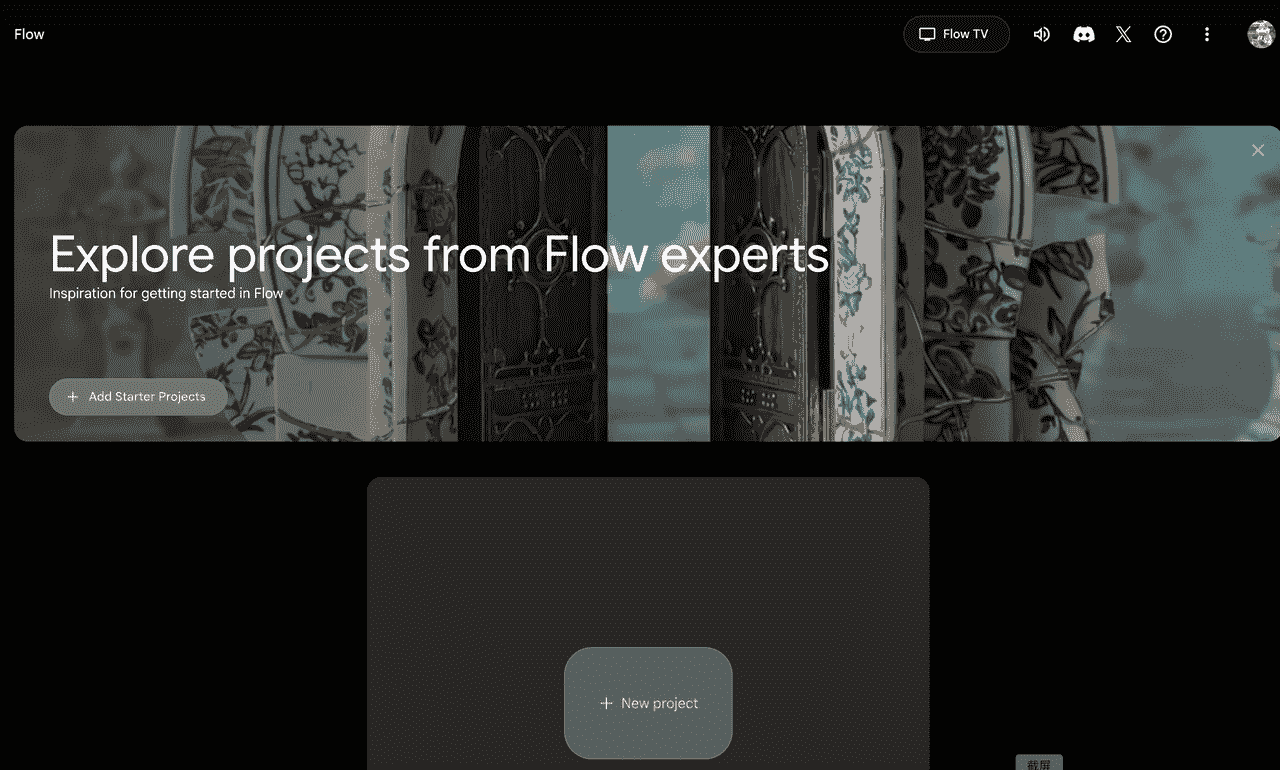 Flow
Flow TV
Explore projects from Flow experts
Inspiration for getting started in Flow
+ Add Starter Projects
+ New project
截屏